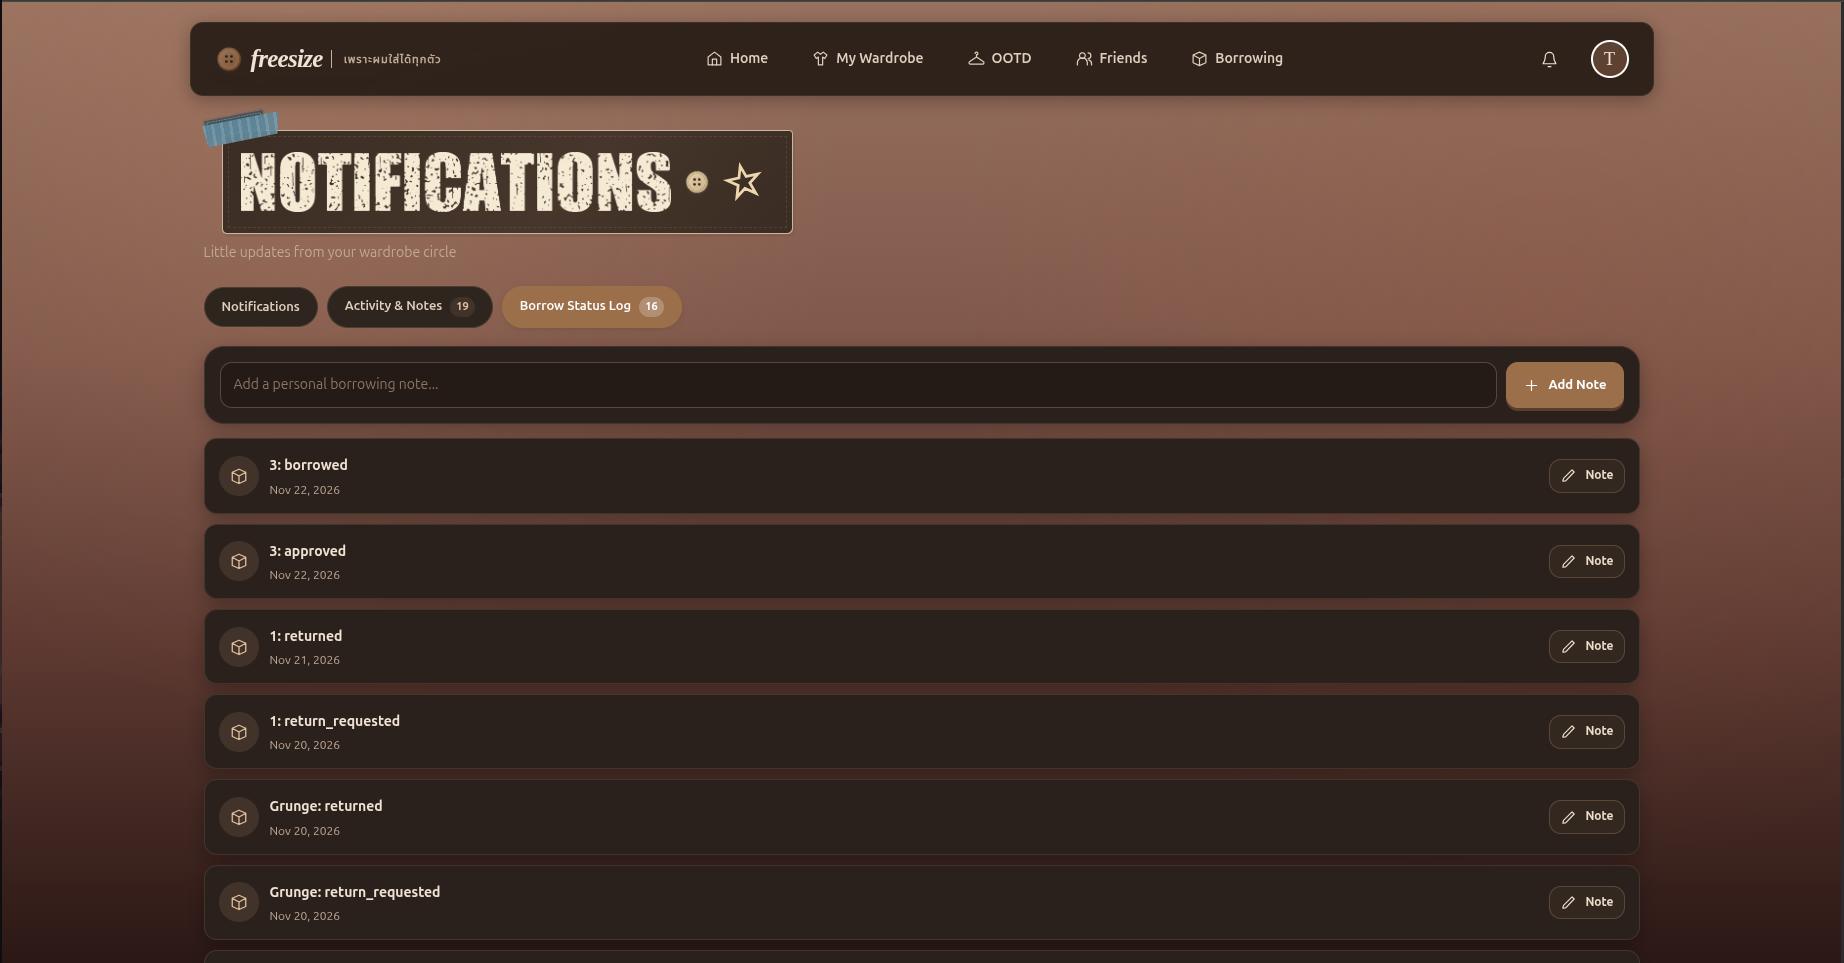 freesize | เพราะผมใส่ได้ทุกตัว
Home
My Wardrobe
OOTD
Friends
Borrowing
T
NOTIFICATIONS
Little updates from your wardrobe circle
Notifications
Activity & Notes 19
Borrow Status Log 16
Add a personal borrowing note...
Add Note
3: borrowed
Nov 22, 2026
Note
3: approved
Nov 22, 2026
Note
1: returned
Nov 21, 2026
Note
1: return_requested
Nov 20, 2026
Note
Grunge: returned
Nov 20, 2026
Note
Grunge: return_requested
Nov 20, 2026
Note